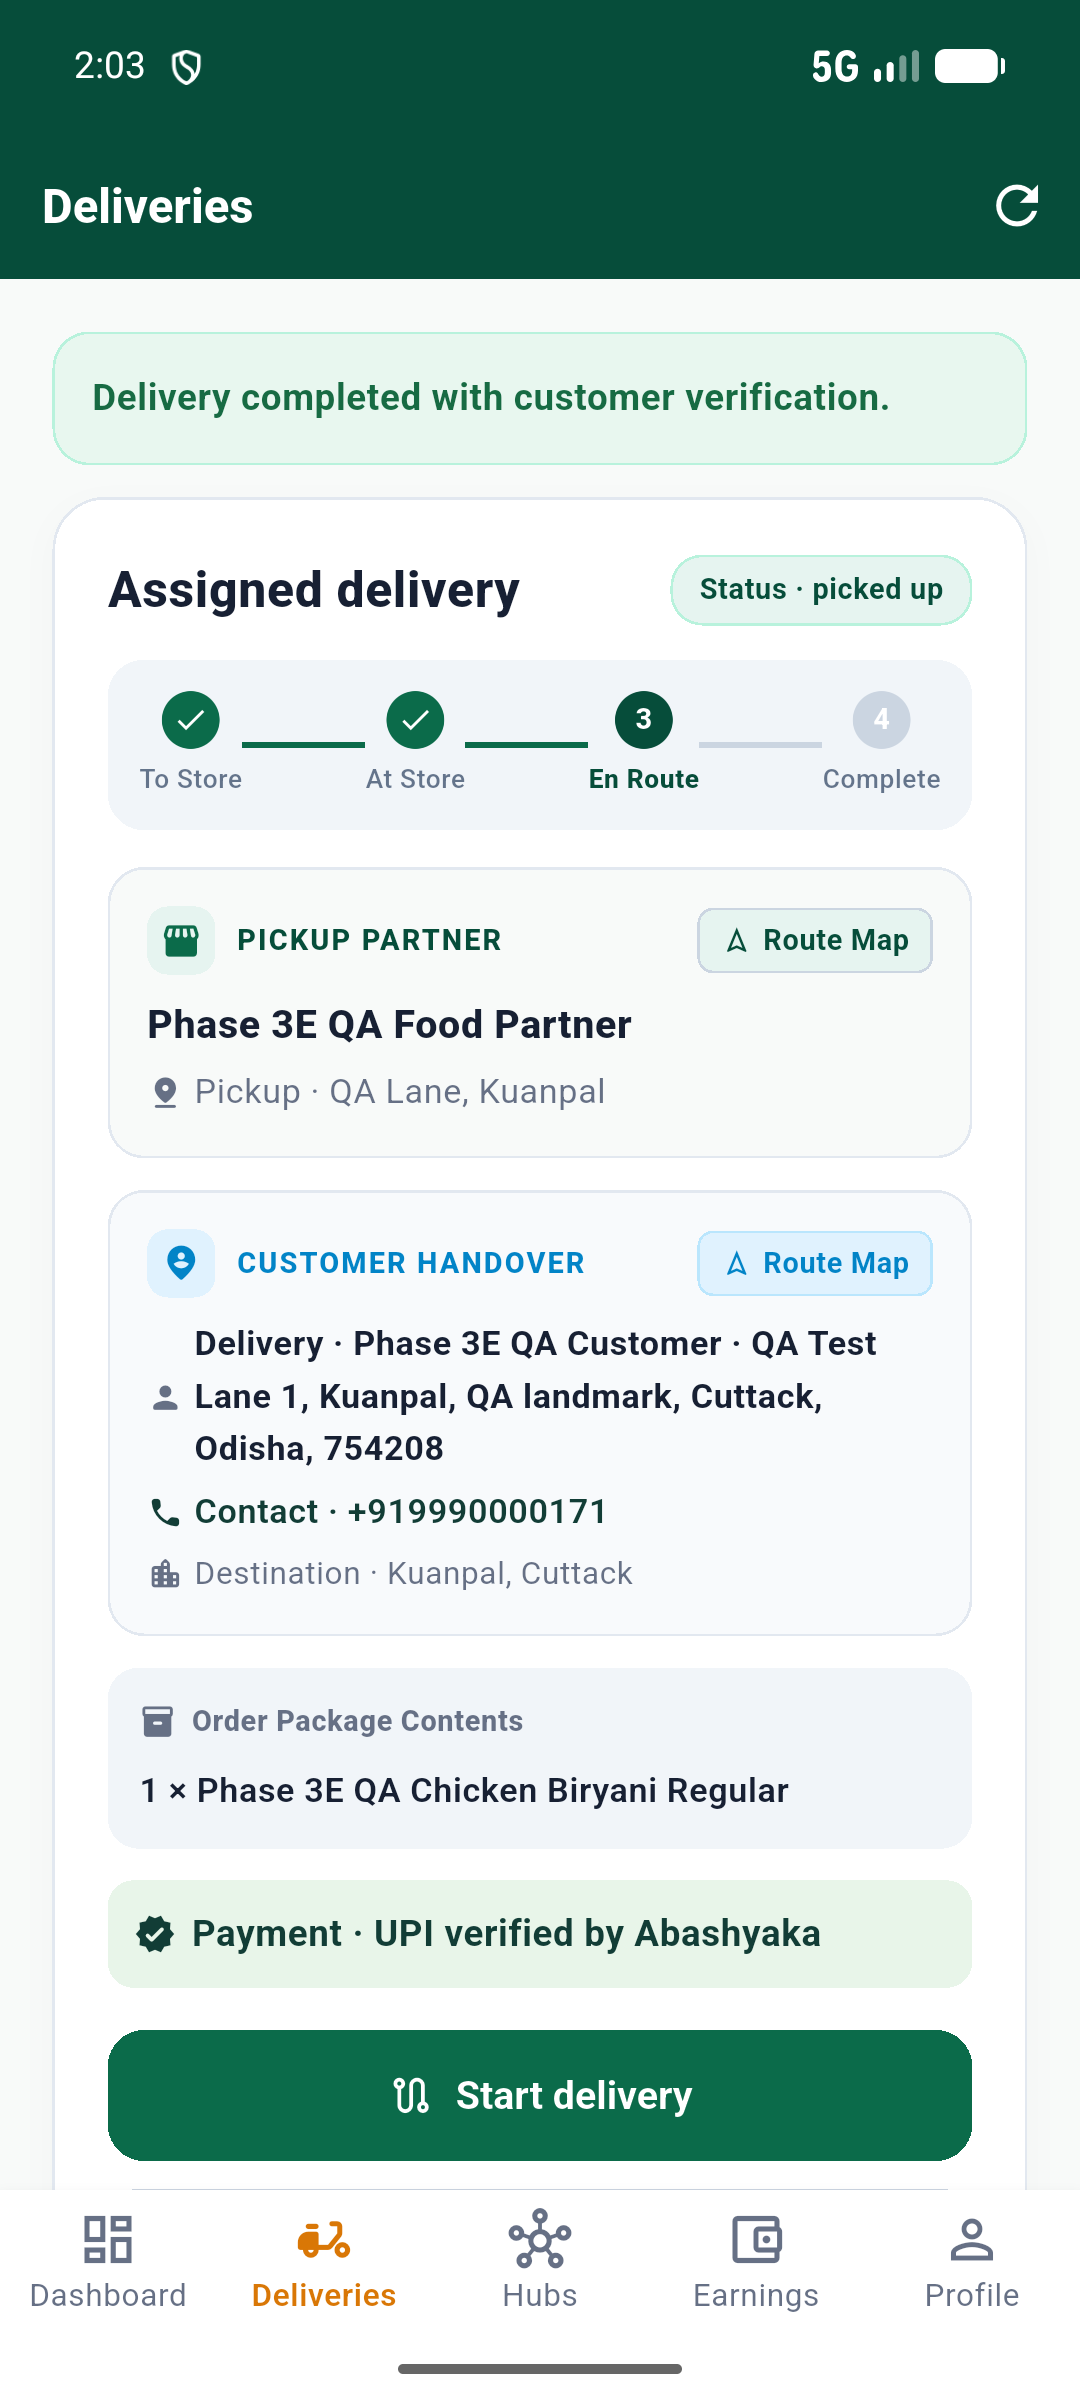 2:03
5G
Deliveries
Delivery completed with customer verification.
Assigned delivery
Status · picked up
3
4
To Store
At Store
En Route
Complete
PICKUP PARTNER
Route Map
Phase 3E QA Food Partner
Pickup · QA Lane, Kuanpal
CUSTOMER HANDOVER
Route Map
Delivery · Phase 3E QA Customer · QA Test
Lane 1, Kuanpal, QA landmark, Cuttack,
Odisha, 754208
Contact · +919990000171
Destination · Kuanpal, Cuttack
Order Package Contents
1 × Phase 3E QA Chicken Biryani Regular
Payment · UPI verified by Abashyaka
Start delivery
Dashboard
Deliveries
Hubs
Earnings
Profile